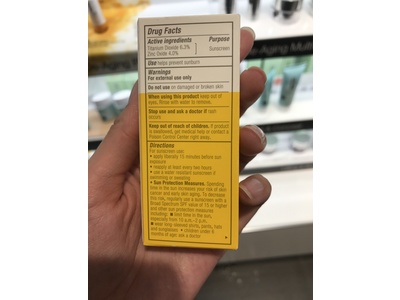 Drug Facts
Active ingredients Purpose
Titanium Dioxide 6.3% Sunscreen
Zinc Oxide 4.0%
Use helps prevent sunburn
Warnings
For external use only
Do not use on damaged or broken skin
When using this product keep out of
eyes. Rinse with water to remove.
Stop use and ask a doctor if rash
occurs
Keep out of reach of children. If product
is swallowed, get medical help or contact a
Poison Control Center right away.
Directions
For sunscreen use:
• apply liberally 15 minutes before sun
exposure
• reapply at least every two hours
• use a water resistant sunscreen if
swimming or sweating
• Sun Protection Measures. Spending
time in the sun increases your risk of skin
cancer and early skin aging. To decrease
this risk, regularly use a sunscreen with a
Broad Spectrum SPF value of 15 or higher
and other sun protection measures
including: • limit time in the sun,
especially from 10 a.m.-2 p.m.
• wear long-sleeved shirts, pants, hats
and sunglasses • children under 6
months of age: ask a doctor
-Aging Mul